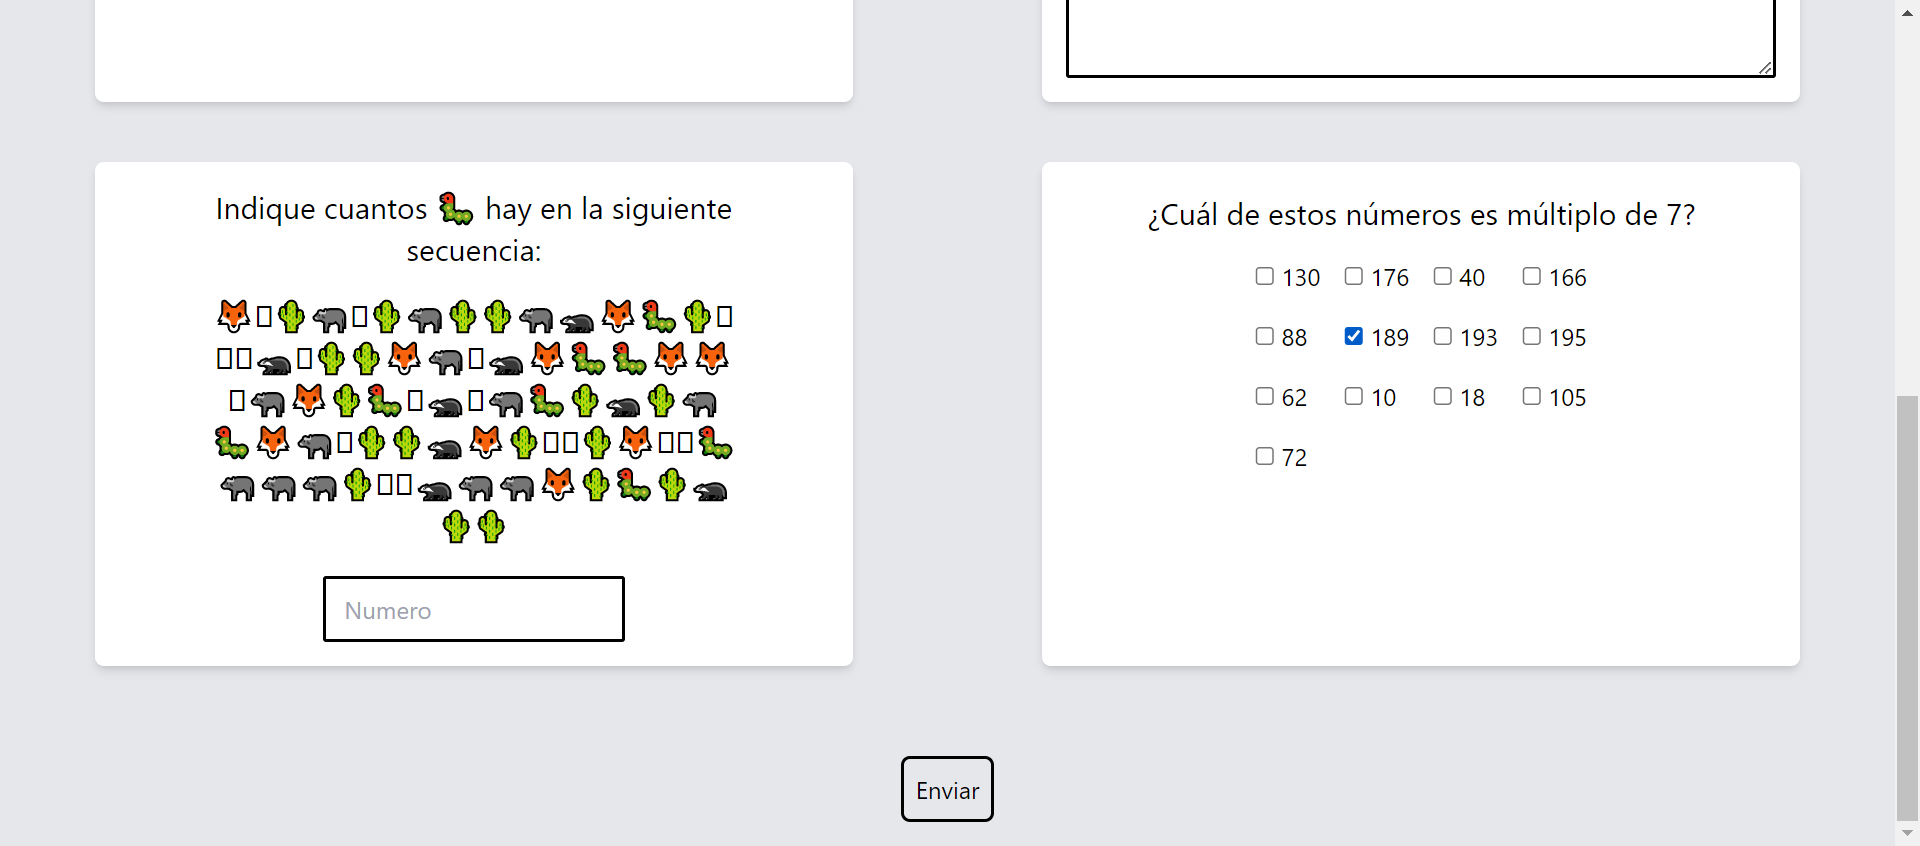 Indique cuantos 🐛 hay en la siguiente
secuencia:
Numero
¿Cuál de estos números es múltiplo de 7?
130 176 40 166
88 189 193 195
62 10 18 105
72
Enviar